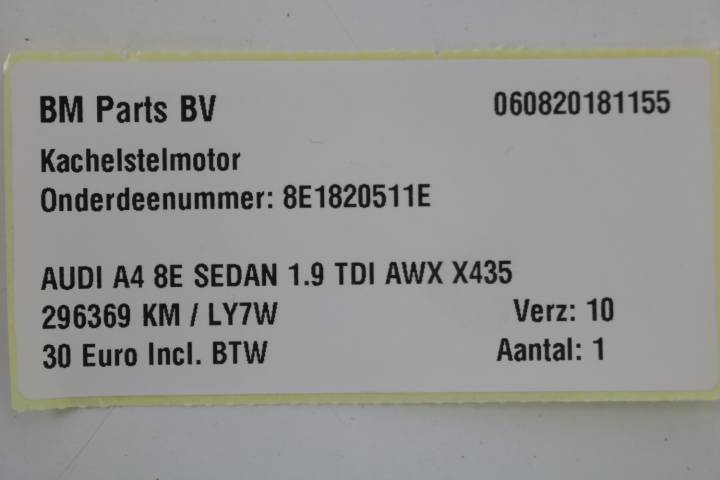 BM Parts BV 060820181155
Kachelstelmotor
Onderdeenummer: 8E1820511E
AUDI A4 8E SEDAN 1.9 TDI AWX X435
296369 KM / LY7W Verz: 10
30 Euro Incl. BTW Aantal: 1